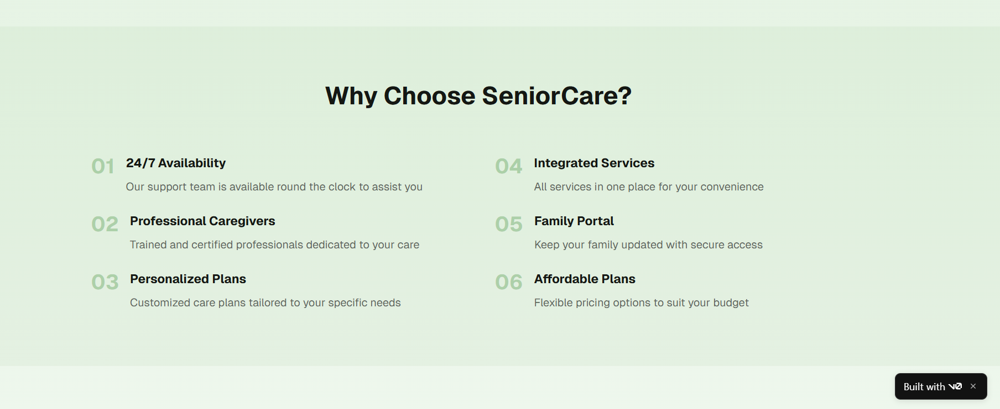 Why Choose SeniorCare?
01
24/7 Availability
Our support team is available round the clock to assist you
02
Professional Caregivers
Trained and certified professionals dedicated to your care
03
Personalized Plans
Customized care plans tailored to your specific needs
04
Integrated Services
All services in one place for your convenience
05
Family Portal
Keep your family updated with secure access
06
Affordable Plans
Flexible pricing options to suit your budget
Built with v0 ×